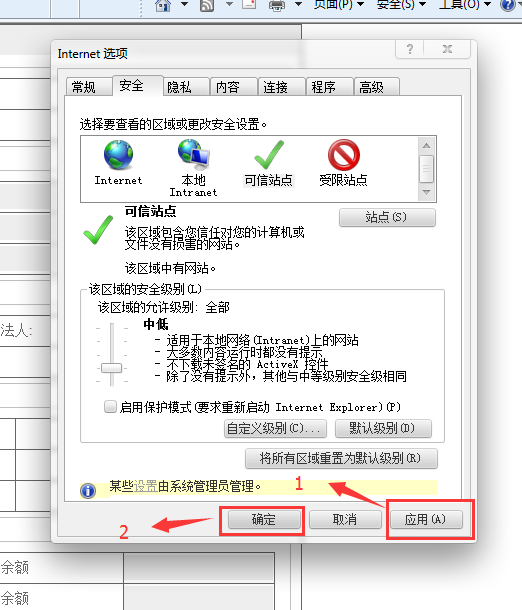 页面(P) 安全(S) 工具(O)
Internet 选项
常规 安全 隐私 内容 连接 程序 高级
选择要查看的区域或更改安全设置。
Internet 本地 Intranet 可信站点 受限站点
可信站点
站点(S)
该区域包含您信任对您的计算机或
文件没有损害的网站。
该区域中有网站。
该区域的安全级别(L)
该区域的允许级别: 全部
法人:
中低
- 适用于本地网络(Intranet)上的网站
- 大多数内容运行时都没有提示
- 不下载未签名的 ActiveX 控件
- 除了没有提示外，其他与中等级别安全级相同
启用保护模式(要求重新启动 Internet Explorer)(P)
自定义级别(C)... 默认级别(D)
将所有区域重置为默认级别(R)
某些设置由系统管理员管理。
1
确定 取消 应用(A)
2
余额
余额